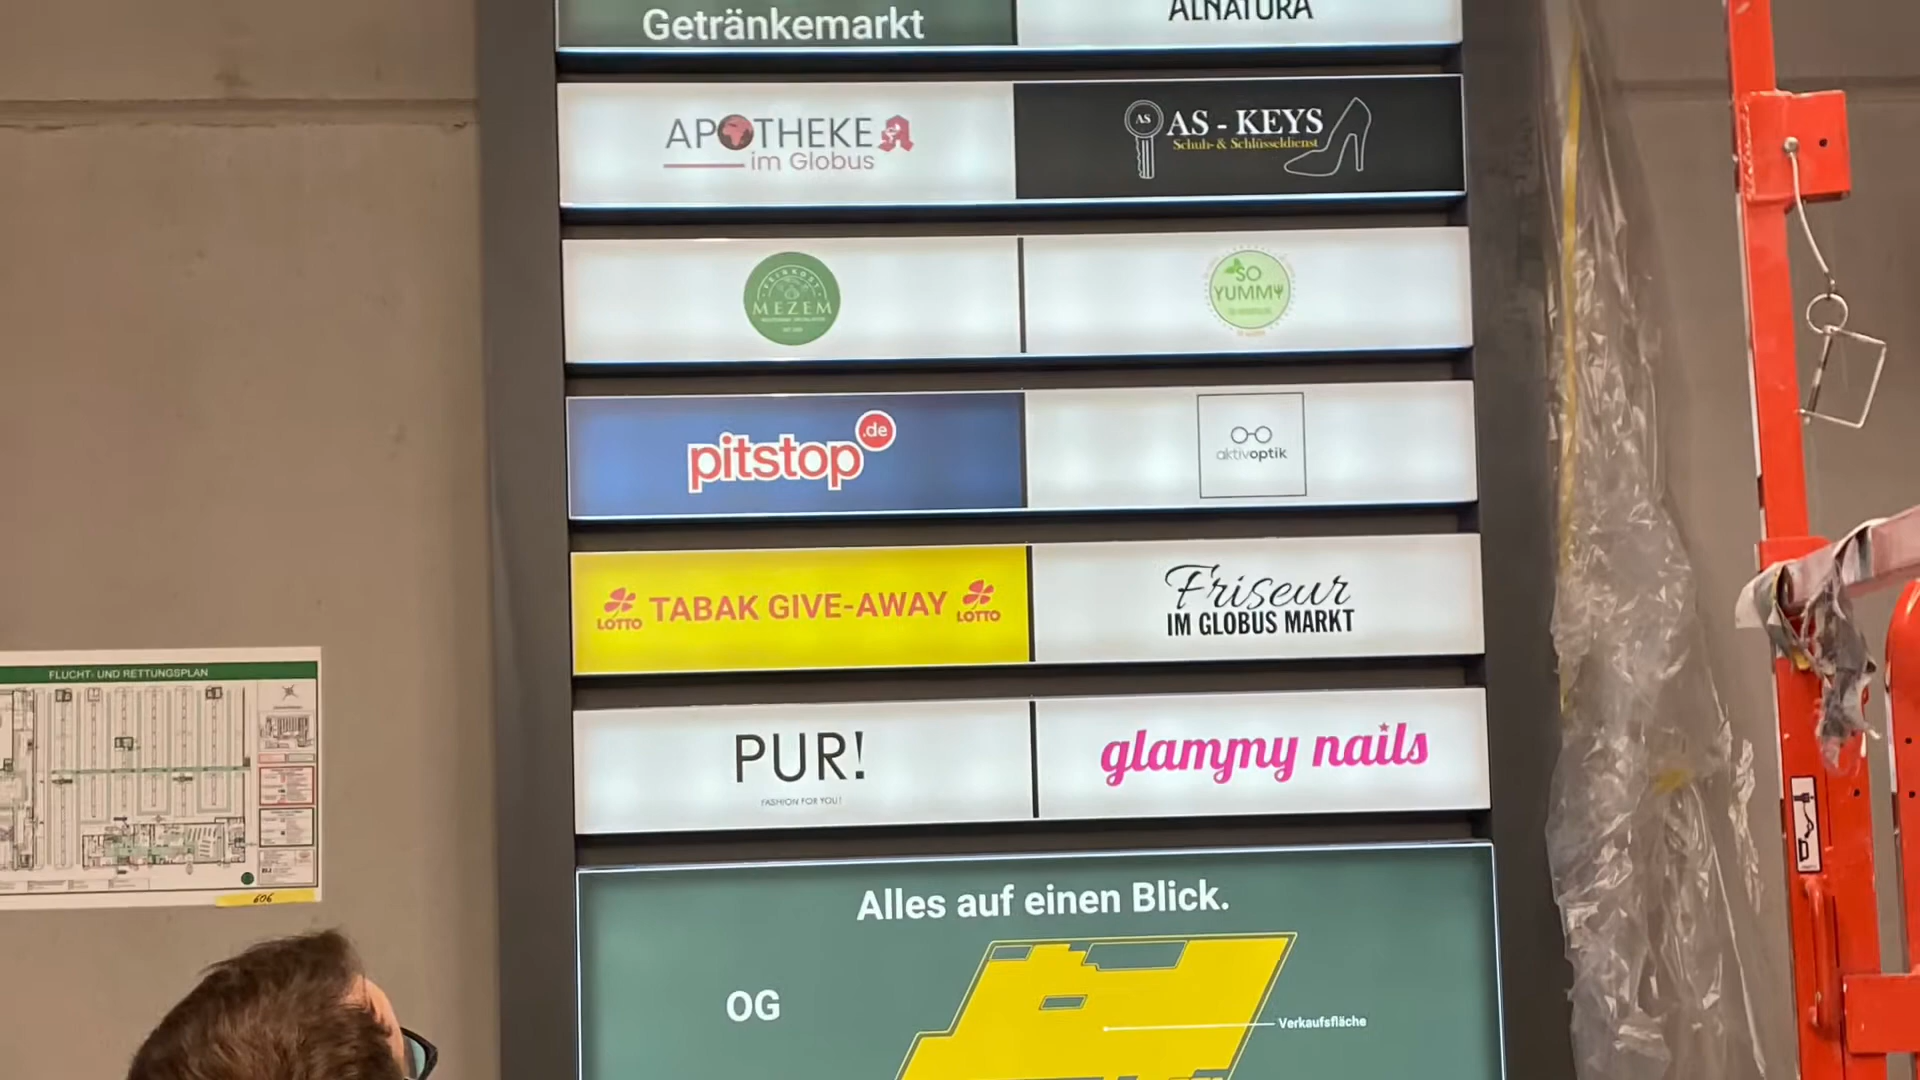 Getränkemarkt
ALNATURA
APOTHEKE
im Globus
AS
AS - KEYS
Schuh- & Schlüsseldienst
FEINKOST
MEZEM
SO
YUMMY
pitstop.de
aktivoptik
LOTTO TABAK GIVE-AWAY LOTTO
Friseur
IM GLOBUS MARKT
PUR!
FASHION FOR YOU!
glammy nails
FLUCHT- UND RETTUNGSPLAN
606
Alles auf einen Blick.
OG
Verkaufsfläche